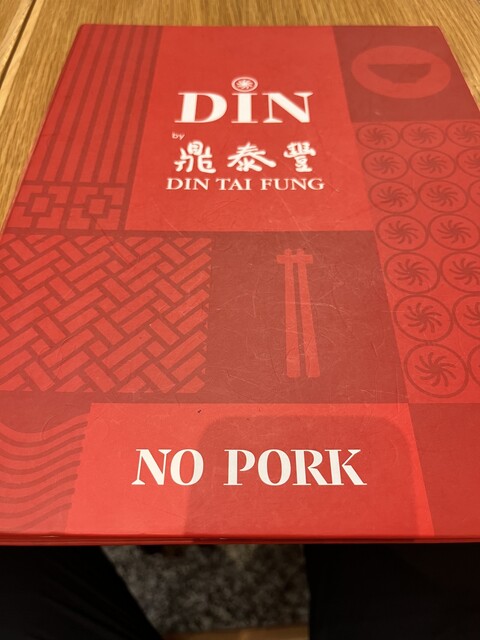 DIN
by
鼎泰豐
DIN TAI FUNG
NO PORK